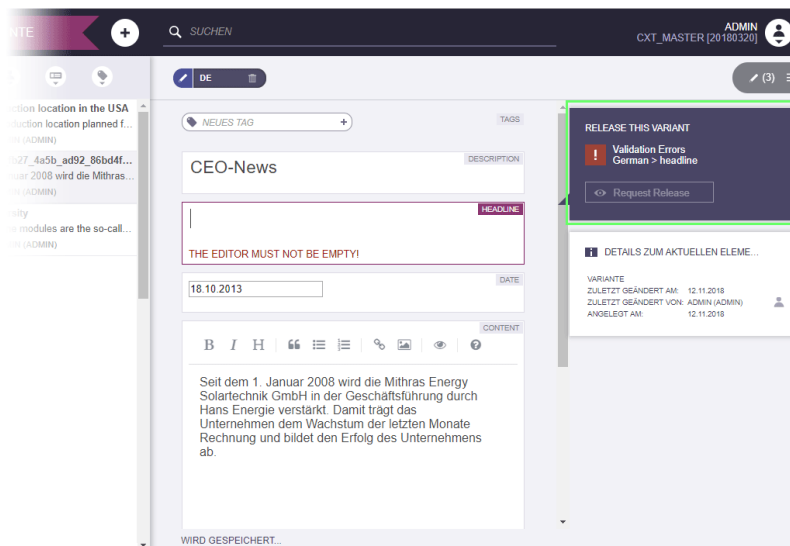 NTE
SUCHEN
ADMIN
CXT_MASTER [20180320]
DE
(3)
ction location in the USA
duction location planned f...
(ADMIN)
b27_4a5b_ad92_86bd4f...
uar 2008 wird die Mithras...
(ADMIN)
sity
modules are the so-call...
(ADMIN)
NEUES TAG
+
TAGS
DESCRIPTION
CEO-News
HEADLINE
THE EDITOR MUST NOT BE EMPTY!
DATE
18.10.2013
CONTENT
B I H
Seit dem 1. Januar 2008 wird die Mithras Energy
Solartechnik GmbH in der Geschäftsführung durch
Hans Energie verstärkt. Damit trägt das
Unternehmen dem Wachstum der letzten Monate
Rechnung und bildet den Erfolg des Unternehmens
ab.
WIRD GESPEICHERT...
RELEASE THIS VARIANT
Validation Errors
German > headline
Request Release
DETAILS ZUM AKTUELLEN ELEME...
VARIANTE
ZULETZT GEÄNDERT AM: 12.11.2018
ZULETZT GEÄNDERT VON: ADMIN (ADMIN)
ANGELEGT AM: 12.11.2018